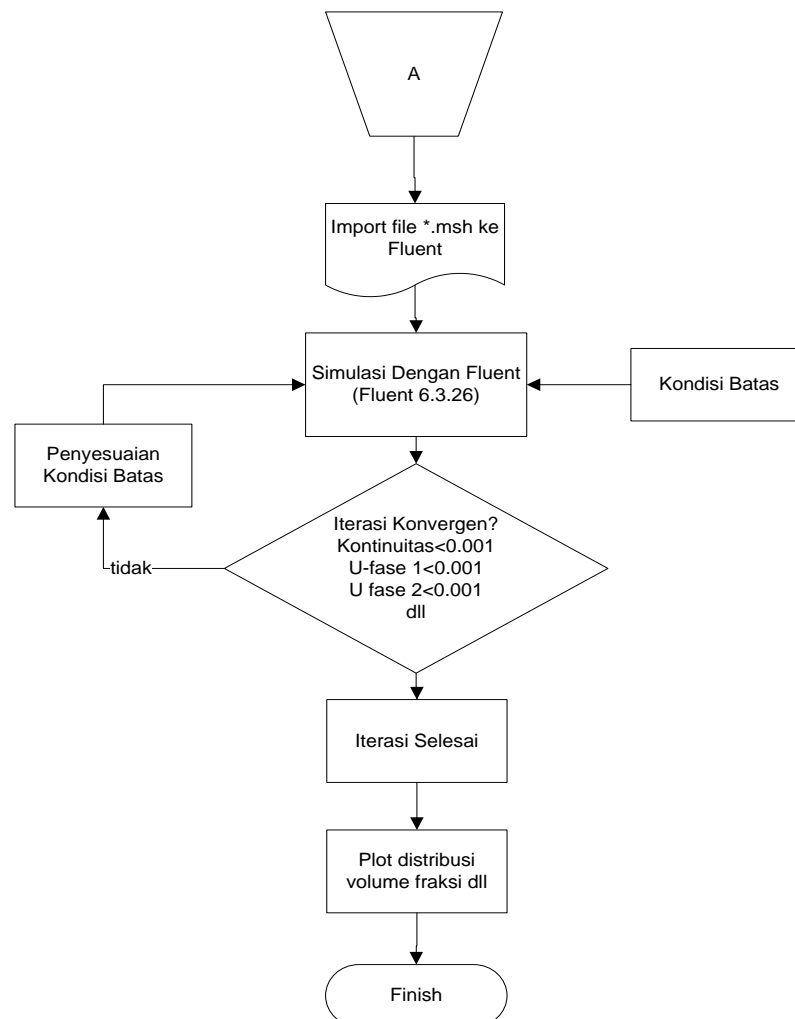 A
Import file *.msh ke
Fluent
Simulasi Dengan Fluent
(Fluent 6.3.26)
Kondisi Batas
Penyesuaian
Kondisi Batas
Iterasi Konvergen?
Kontinuitas<0.001
U-fase 1<0.001
U fase 2<0.001
dll
tidak
Iterasi Selesai
Plot distribusi
volume fraksi dll
Finish